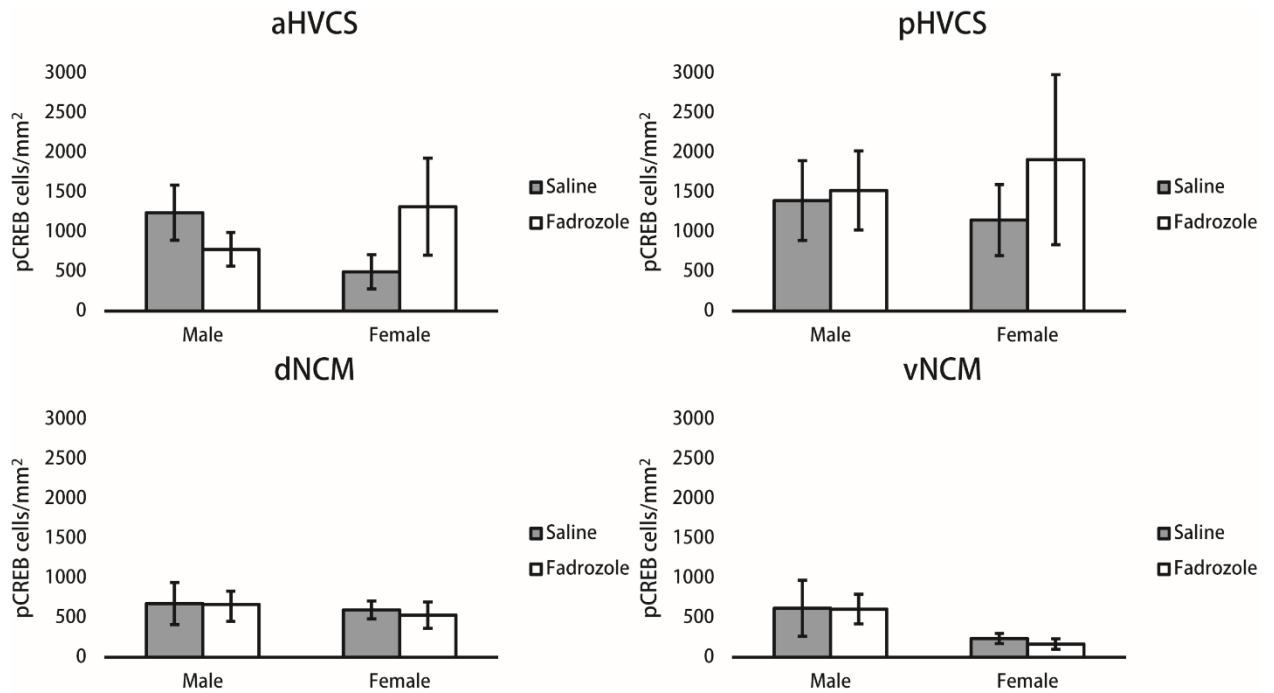 aHVCS
pCREB cells/mm²
3000
2500
2000
1500
1000
500
0
Male
Female
Saline
Fadrozole
pHVCS
pCREB cells/mm²
3000
2500
2000
1500
1000
500
0
Male
Female
Saline
Fadrozole
dNCM
pCREB cells/mm²
3000
2500
2000
1500
1000
500
0
Male
Female
Saline
Fadrozole
vNCM
pCREB cells/mm²
3000
2500
2000
1500
1000
500
0
Male
Female
Saline
Fadrozole